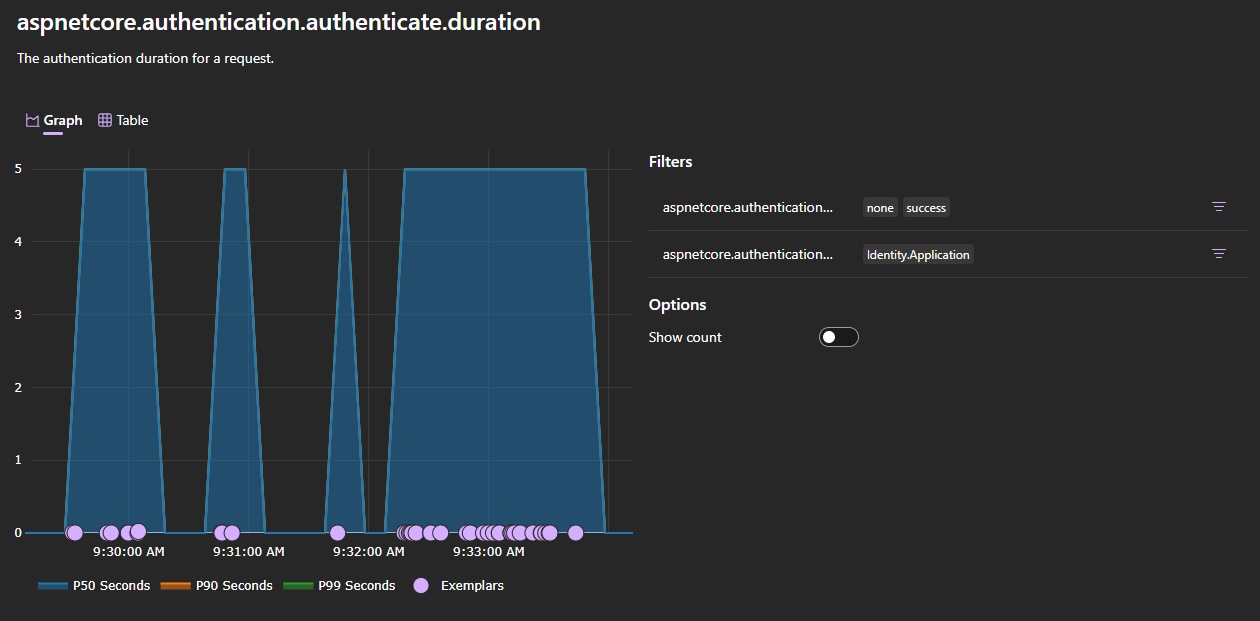 aspnetcore.authentication.authenticate.duration
The authentication duration for a request.
Graph Table
5
4
3
2
1
0
9:30:00 AM 9:31:00 AM 9:32:00 AM 9:33:00 AM
P50 Seconds P90 Seconds P99 Seconds Exemplars
Filters
aspnetcore.authentication... none success
aspnetcore.authentication... Identity.Application
Options
Show count